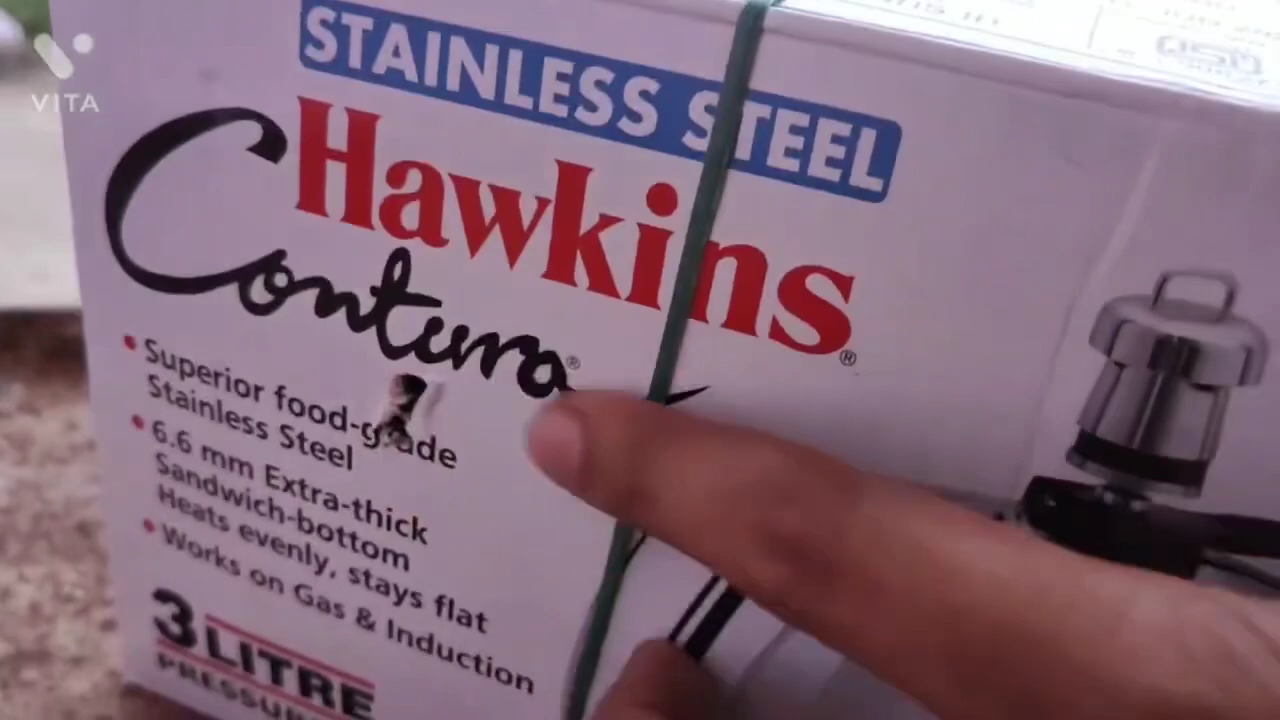 VITA
STAINLESS STEEL
Hawkins®
Contura®
• Superior food-grade
Stainless Steel
• 6.6 mm Extra-thick
Sandwich-bottom
Heats evenly, stays flat
• Works on Gas & Induction
3 LITRE